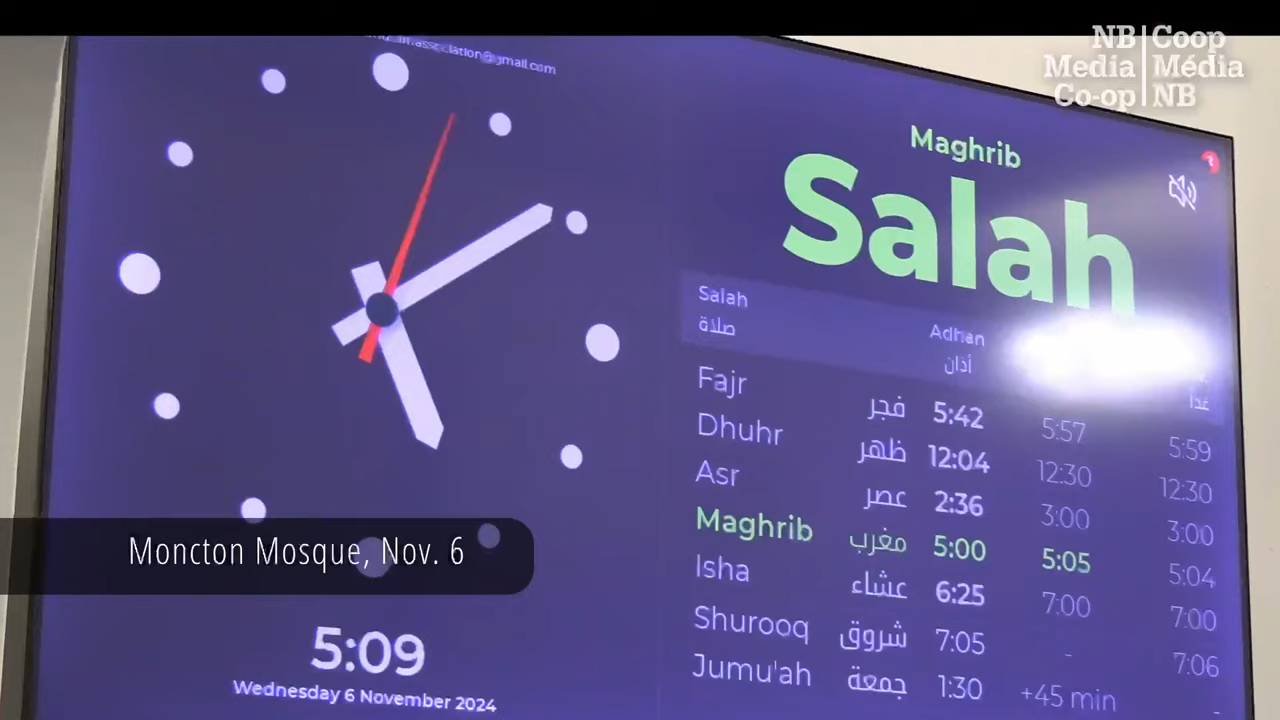 NB Coop
Media Média
Co-op NB
@gmail.com
Maghrib
Salah
Salah Adhan
صلاة أذان
غدا
Fajr فجر 5:42 5:57 5:59
Dhuhr ظهر 12:04 12:30 12:30
Asr عصر 2:36 3:00 3:00
Maghrib مغرب 5:00 5:05 5:04
Isha عشاء 6:25 7:00 7:00
Shurooq شروق 7:05 - 7:06
Jumu'ah جمعة 1:30 +45 min -
Moncton Mosque, Nov. 6
5:09
Wednesday 6 November 2024